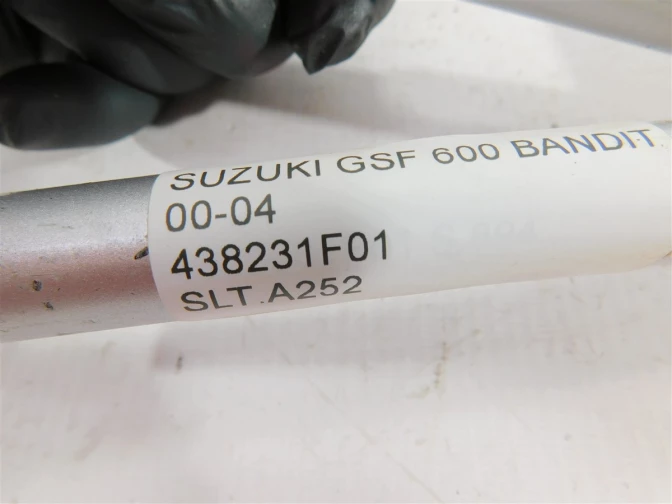 SUZUKI GSF 600 BANDIT
00-04
438231F01
SLT.A252